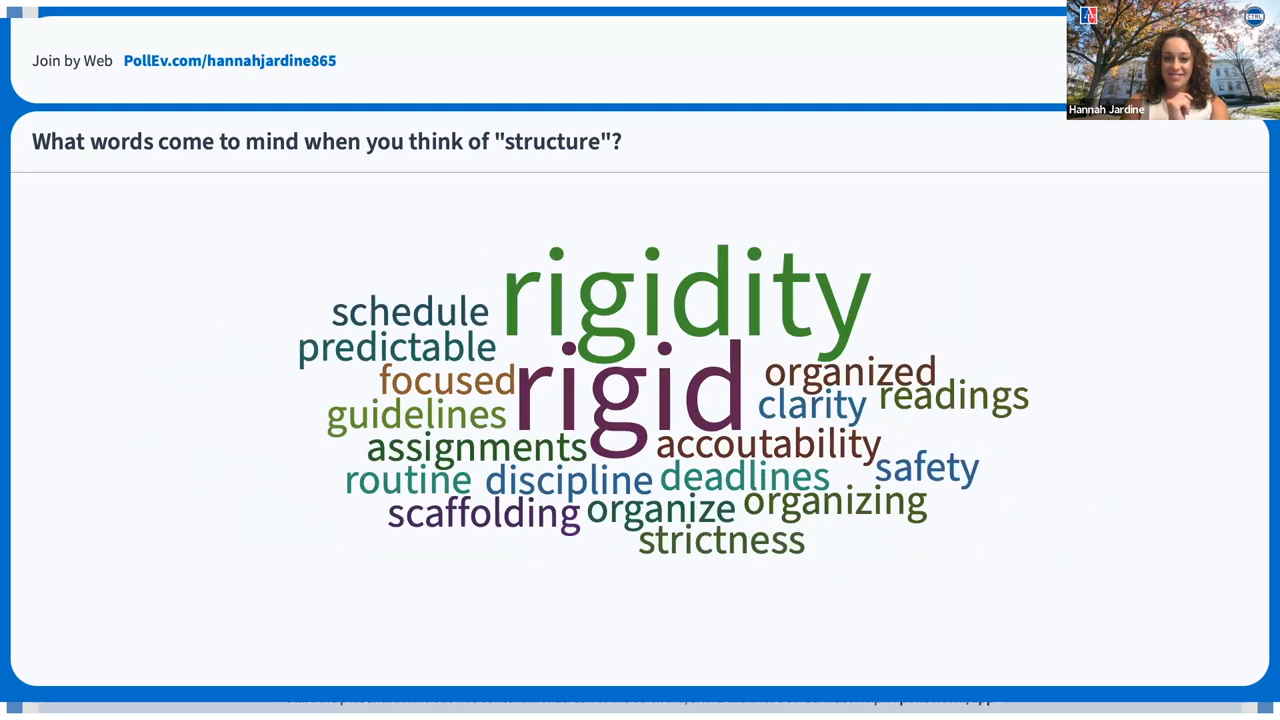 Join by Web PollEv.com/hannahjardine865
CTRL
Hannah Jardine
What words come to mind when you think of "structure"?
rigidity
schedule
predictable
rigid
focused
organized
readings
guidelines
clarity
assignments
accoutability
safety
routine
discipline
deadlines
scaffolding
organize
organizing
strictness